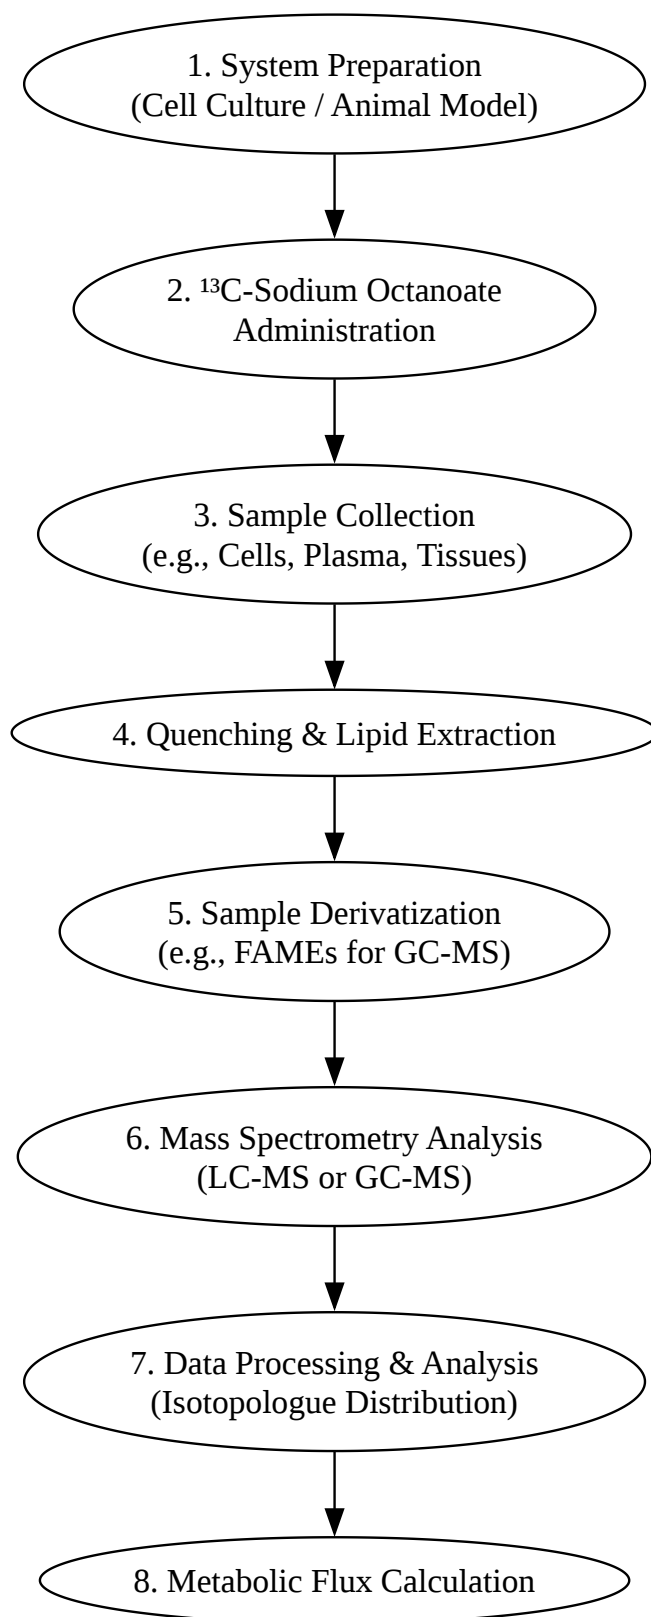 1. System Preparation
(Cell Culture / Animal Model)
2. ¹³C-Sodium Octanoate
Administration
3. Sample Collection
(e.g., Cells, Plasma, Tissues)
4. Quenching & Lipid Extraction
5. Sample Derivatization
(e.g., FAMEs for GC-MS)
6. Mass Spectrometry Analysis
(LC-MS or GC-MS)
7. Data Processing & Analysis
(Isotopologue Distribution)
8. Metabolic Flux Calculation